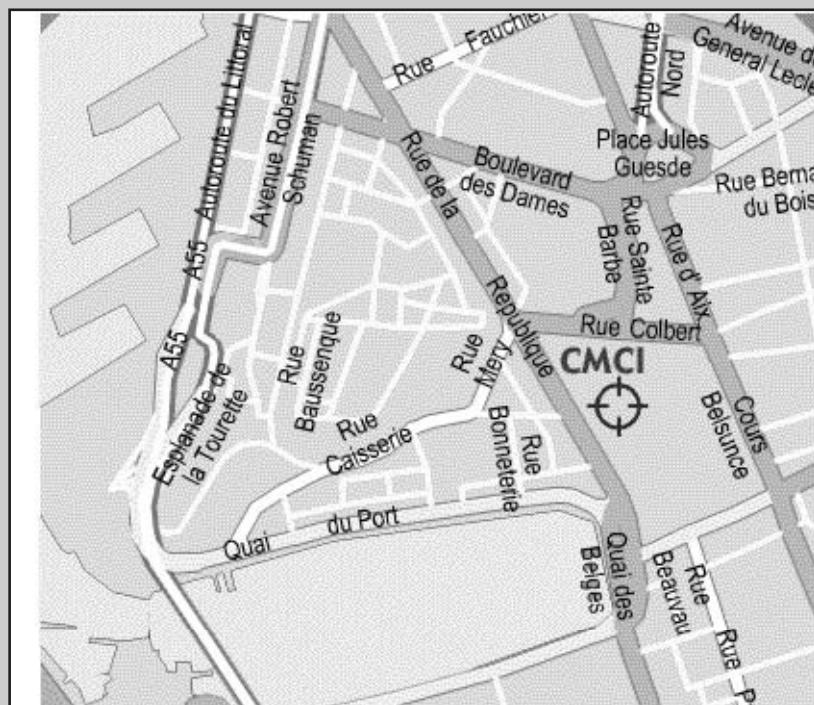 Autoroute du Littoral
Avenue Robert
Schuman
Rue Fauchier
Autoroute
Nord
Avenue du
General Lecle
Place Jules
Guesde
Rue de la
Republique
Boulevard
des Dames
Rue Berna
du Bois
Rue Sainte
Barbe
Rue d' Aix
A55
A55
Rue Colbert
Rue
Mery
Rue
Baussenque
CMCI
Esplanade de
la Tourette
Rue
Caisserie
Rue
Bonneterie
Cours
Belsunce
Quai du Port
Quai des
Belges
Rue
Beauvau
Rue P